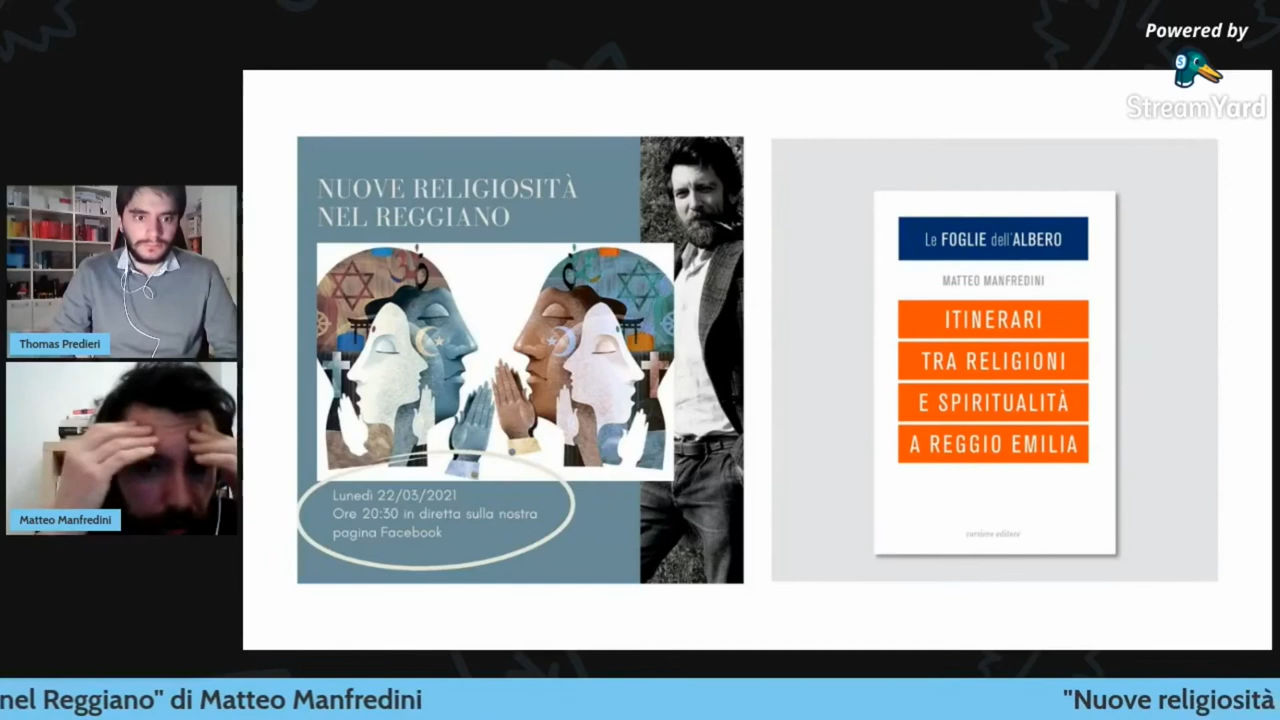 Powered by
StreamYard
NUOVE RELIGIOSITÀ
NEL REGGIANO
Lunedì 22/03/2021
Ore 20:30 in diretta sulla nostra
pagina Facebook
Le FOGLIE dell'ALBERO
MATTEO MANFREDINI
ITINERARI
TRA RELIGIONI
E SPIRITUALITÀ
A REGGIO EMILIA
corsiero editore
Thomas Predieri
Matteo Manfredini
nel Reggiano" di Matteo Manfredini
"Nuove religiosità